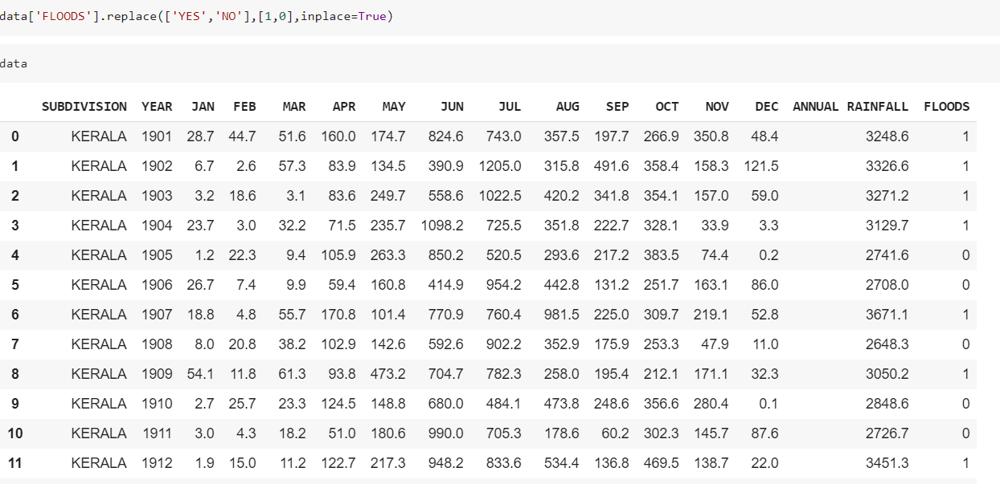 data['FLOODS'].replace(['YES','NO'],[1,0],inplace=True)
data
SUBDIVISION YEAR JAN FEB MAR APR MAY JUN JUL AUG SEP OCT NOV DEC ANNUAL RAINFALL FLOODS
0 KERALA 1901 28.7 44.7 51.6 160.0 174.7 824.6 743.0 357.5 197.7 266.9 350.8 48.4 3248.6 1
1 KERALA 1902 6.7 2.6 57.3 83.9 134.5 390.9 1205.0 315.8 491.6 358.4 158.3 121.5 3326.6 1
2 KERALA 1903 3.2 18.6 3.1 83.6 249.7 558.6 1022.5 420.2 341.8 354.1 157.0 59.0 3271.2 1
3 KERALA 1904 23.7 3.0 32.2 71.5 235.7 1098.2 725.5 351.8 222.7 328.1 33.9 3.3 3129.7 1
4 KERALA 1905 1.2 22.3 9.4 105.9 263.3 850.2 520.5 293.6 217.2 383.5 74.4 0.2 2741.6 0
5 KERALA 1906 26.7 7.4 9.9 59.4 160.8 414.9 954.2 442.8 131.2 251.7 163.1 86.0 2708.0 0
6 KERALA 1907 18.8 4.8 55.7 170.8 101.4 770.9 760.4 981.5 225.0 309.7 219.1 52.8 3671.1 1
7 KERALA 1908 8.0 20.8 38.2 102.9 142.6 592.6 902.2 352.9 175.9 253.3 47.9 11.0 2648.3 0
8 KERALA 1909 54.1 11.8 61.3 93.8 473.2 704.7 782.3 258.0 195.4 212.1 171.1 32.3 3050.2 1
9 KERALA 1910 2.7 25.7 23.3 124.5 148.8 680.0 484.1 473.8 248.6 356.6 280.4 0.1 2848.6 0
10 KERALA 1911 3.0 4.3 18.2 51.0 180.6 990.0 705.3 178.6 60.2 302.3 145.7 87.6 2726.7 0
11 KERALA 1912 1.9 15.0 11.2 122.7 217.3 948.2 833.6 534.4 136.8 469.5 138.7 22.0 3451.3 1